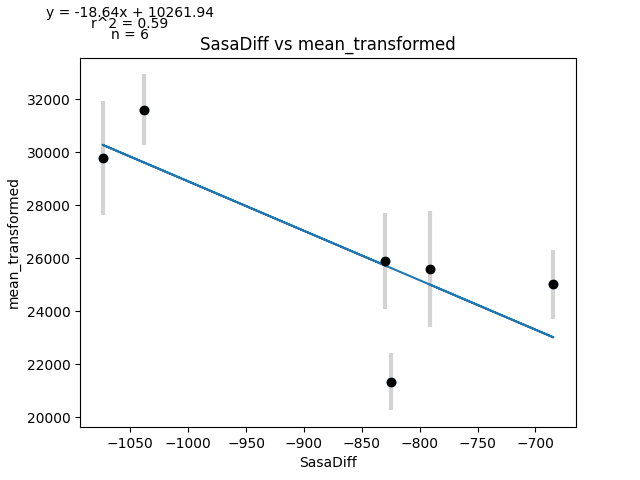 y = -18.64x + 10261.94
r^2 = 0.59
n = 6
SasaDiff vs mean_transformed
32000
30000
28000
26000
24000
22000
20000
mean_transformed
−1050
−1000
−950
−900
−850
−800
−750
−700
SasaDiff